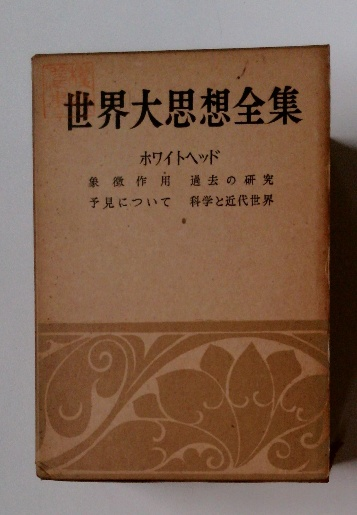 世界大思想全集
ホワイトヘッド
象徴作用 過去の研究
予見について 科学と近代世界